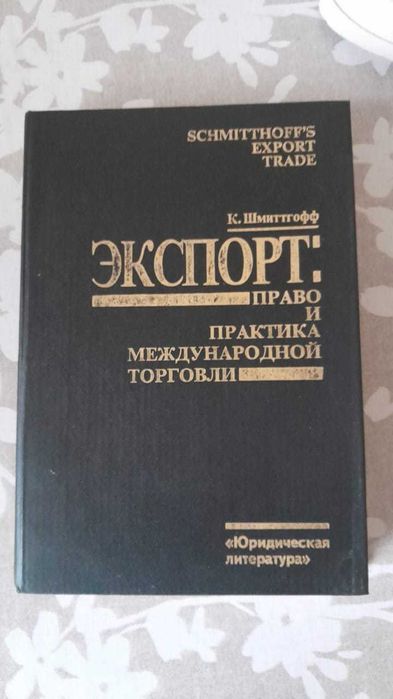 SCHMITTHOFF'S
EXPORT
TRADE
К. Шмиттгофф
ЭКСПОРТ:
ПРАВО
И
ПРАКТИКА
МЕЖДУНАРОДНОЙ
ТОРГОВЛИ
«Юридическая
литература»